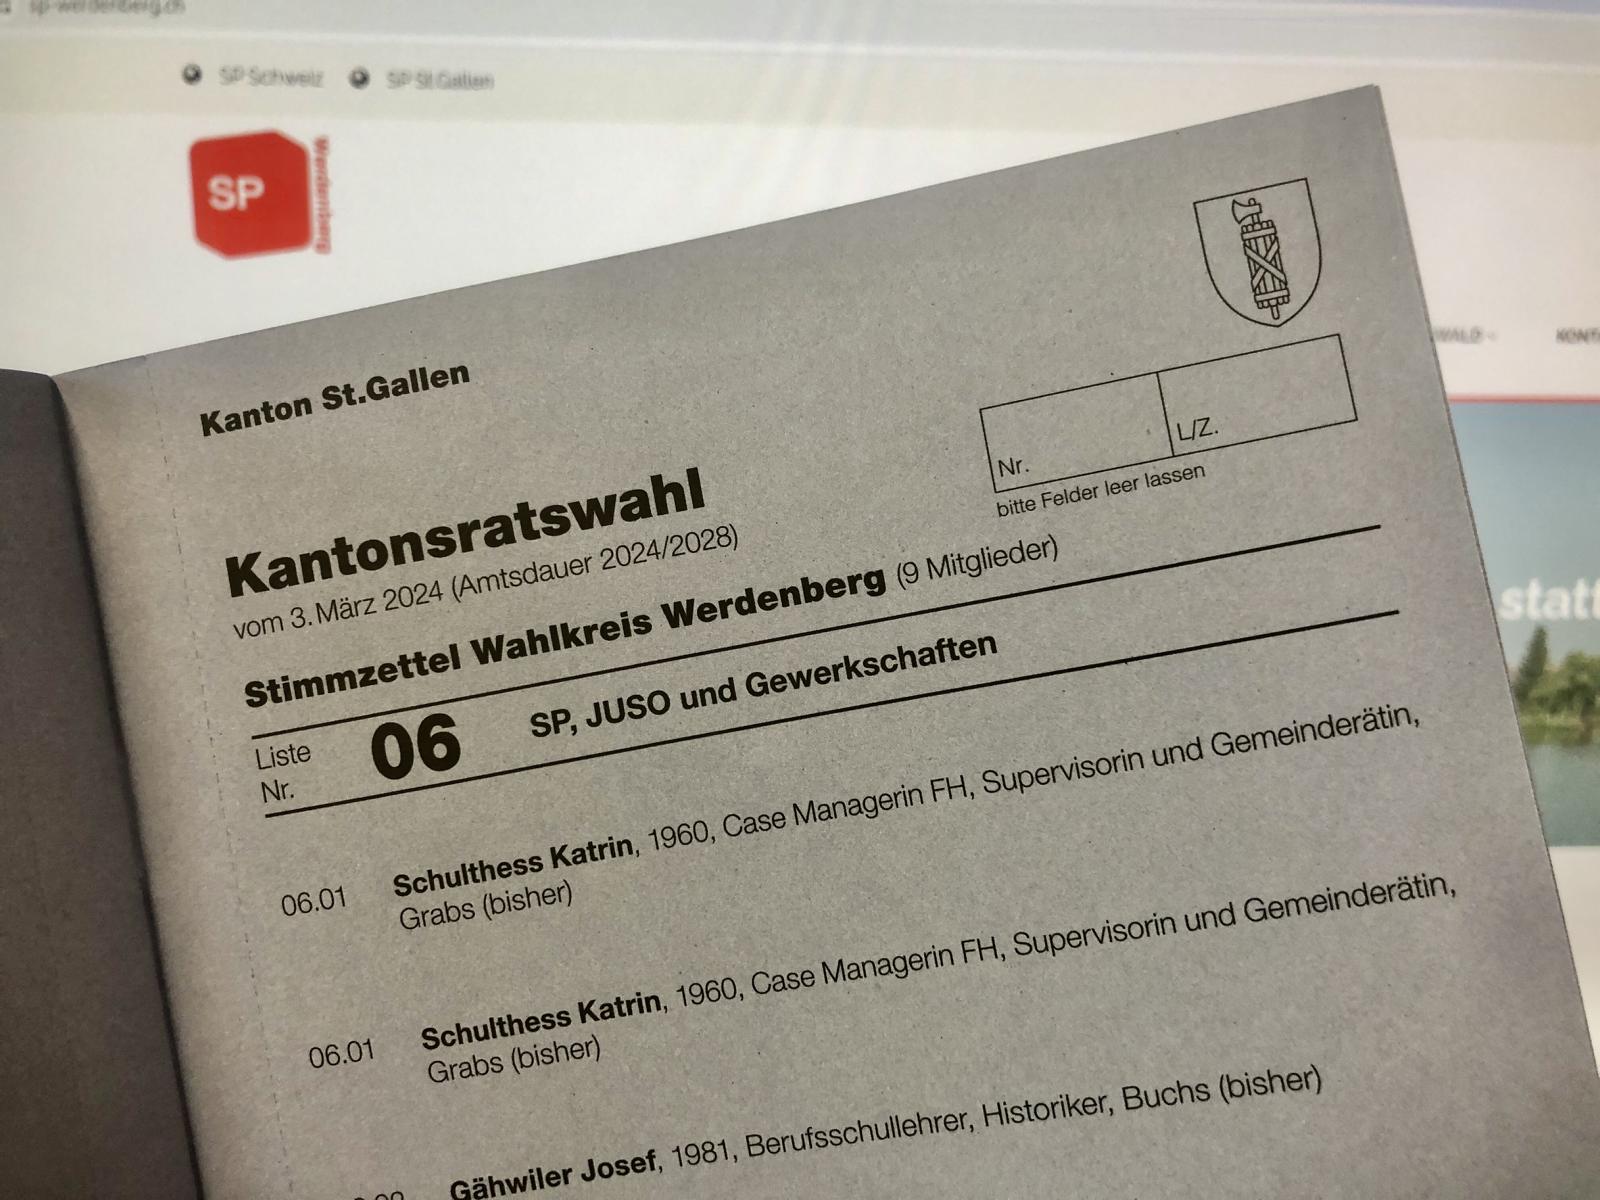 sp-werdenberg.ch
SP Schweiz SP St.Gallen
SP
Werdenberg
Kanton St.Gallen
Nr. L/Z.
bitte Felder leer lassen
Kantonsratswahl
vom 3. März 2024 (Amtsdauer 2024/2028)
Stimmzettel Wahlkreis Werdenberg (9 Mitglieder)
Liste
Nr.
06 SP, JUSO und Gewerkschaften
06.01 Schulthess Katrin, 1960, Case Managerin FH, Supervisorin und Gemeinderätin,
Grabs (bisher)
06.01 Schulthess Katrin, 1960, Case Managerin FH, Supervisorin und Gemeinderätin,
Grabs (bisher)
Gähwiler Josef, 1981, Berufsschullehrer, Historiker, Buchs (bisher)